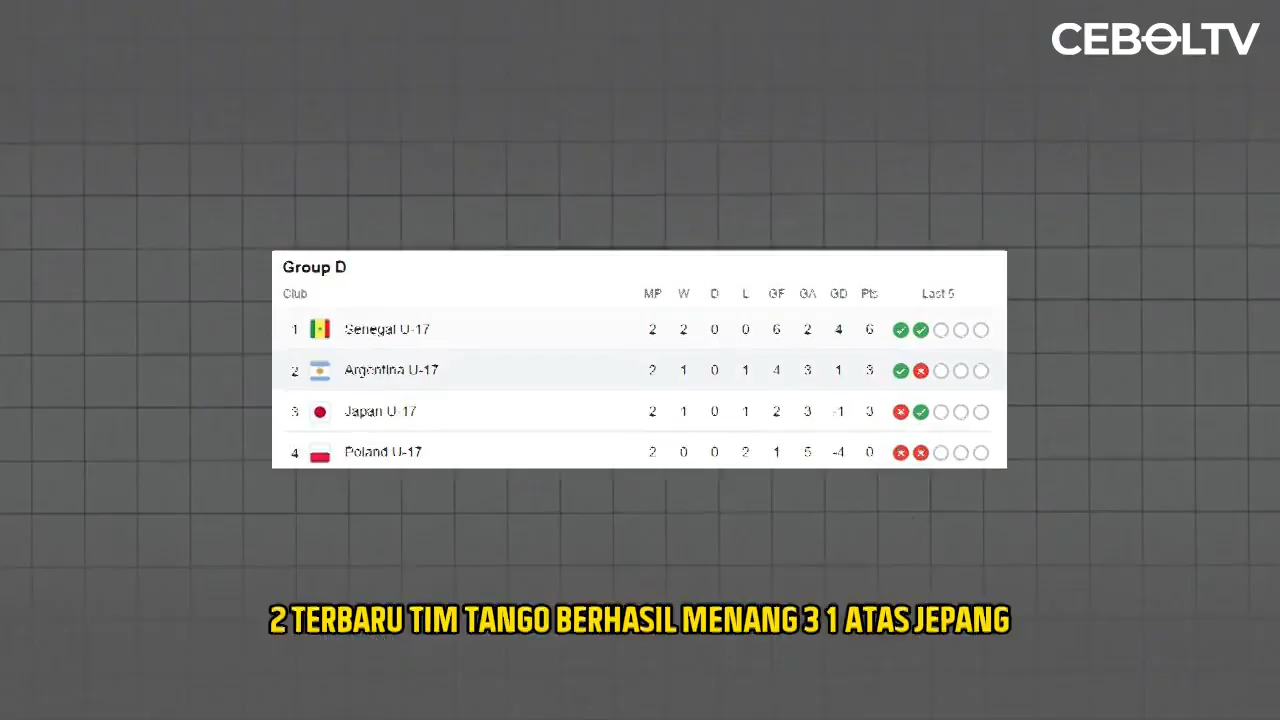 CEBOLTV
Group D
Club MP W D L GF GA GD Pts Last 5
1 Senegal U-17 2 2 0 0 6 2 4 6
2 Argentina U-17 2 1 0 1 4 3 1 3
3 Japan U-17 2 1 0 1 2 3 -1 3
4 Poland U-17 2 0 0 2 1 5 -4 0
2 TERBARU TIM TANGO BERHASIL MENANG 3 1 ATAS JEPANG